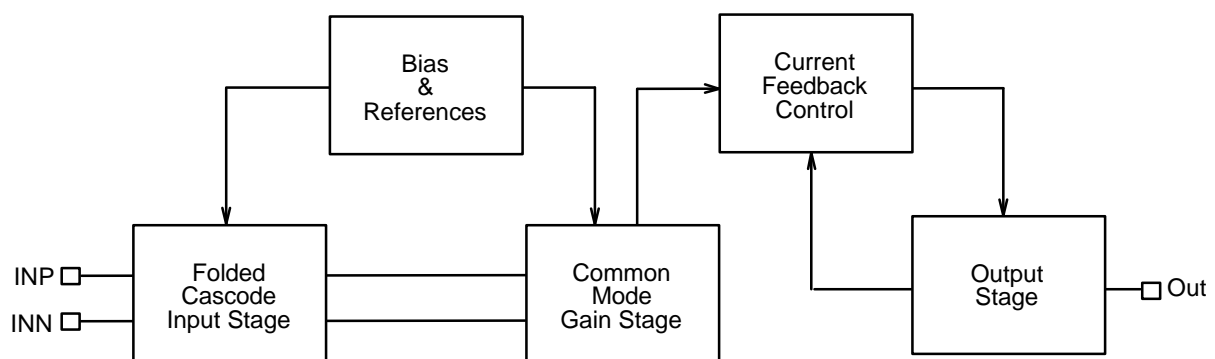 Bias
&
References
Current
Feedback
Control
INP
INN
Folded
Cascode
Input Stage
Common
Mode
Gain Stage
Output
Stage
Out